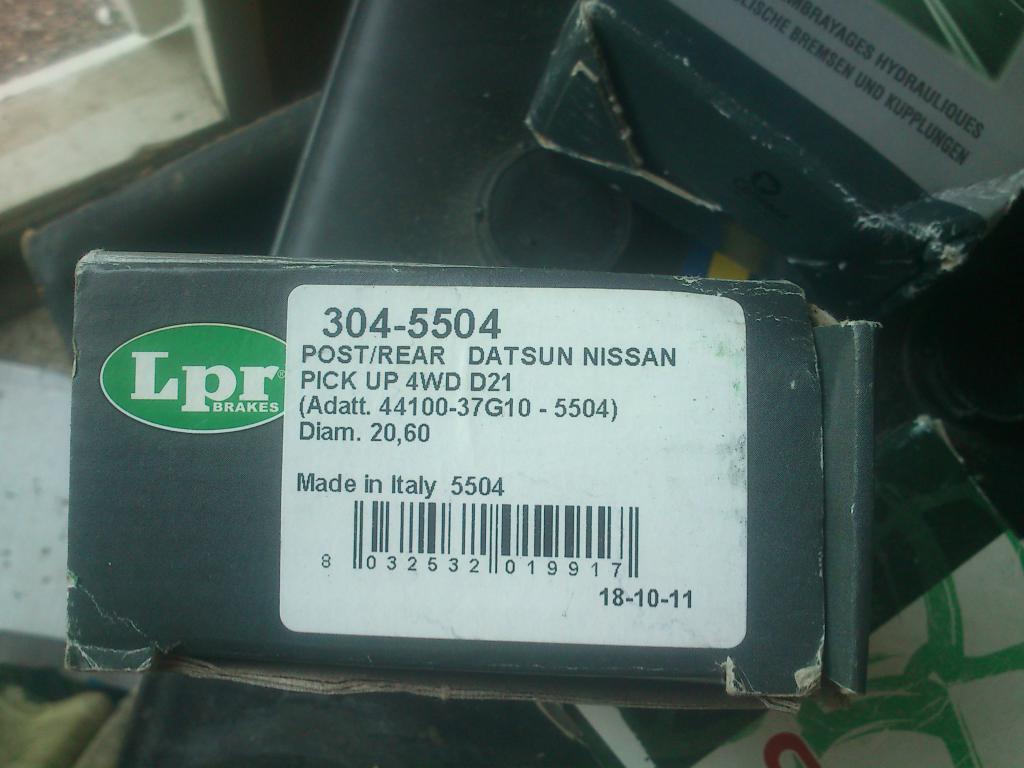 EMBRAYAGES HYDRAULIQUES
BREMSEN UND KUPPLUNGEN
Lpr®
BRAKES
304-5504
POST/REAR DATSUN NISSAN
PICK UP 4WD D21
(Adatt. 44100-37G10 - 5504)
Diam. 20,60
Made in Italy 5504
8 032532 019917
18-10-11